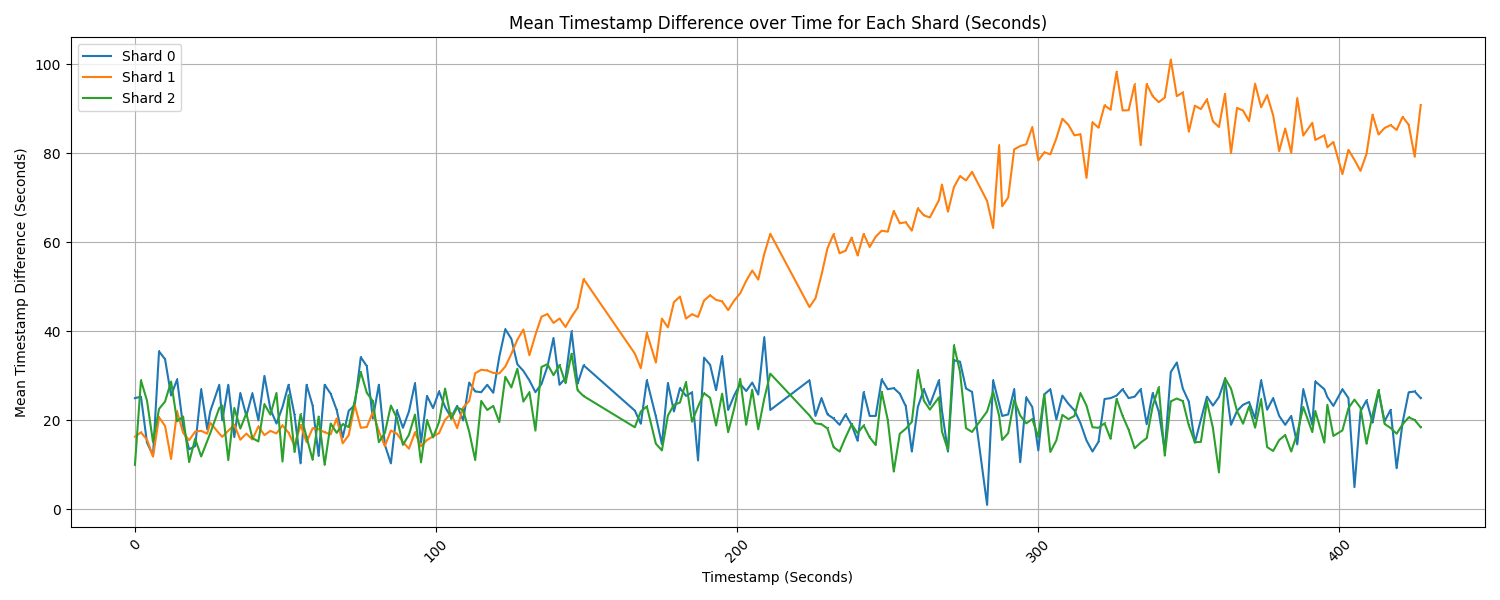 Mean Timestamp Difference over Time for Each Shard (Seconds)
Shard 0
Shard 1
Shard 2
Mean Timestamp Difference (Seconds)
100
80
60
40
20
0
0
100
200
300
400
Timestamp (Seconds)